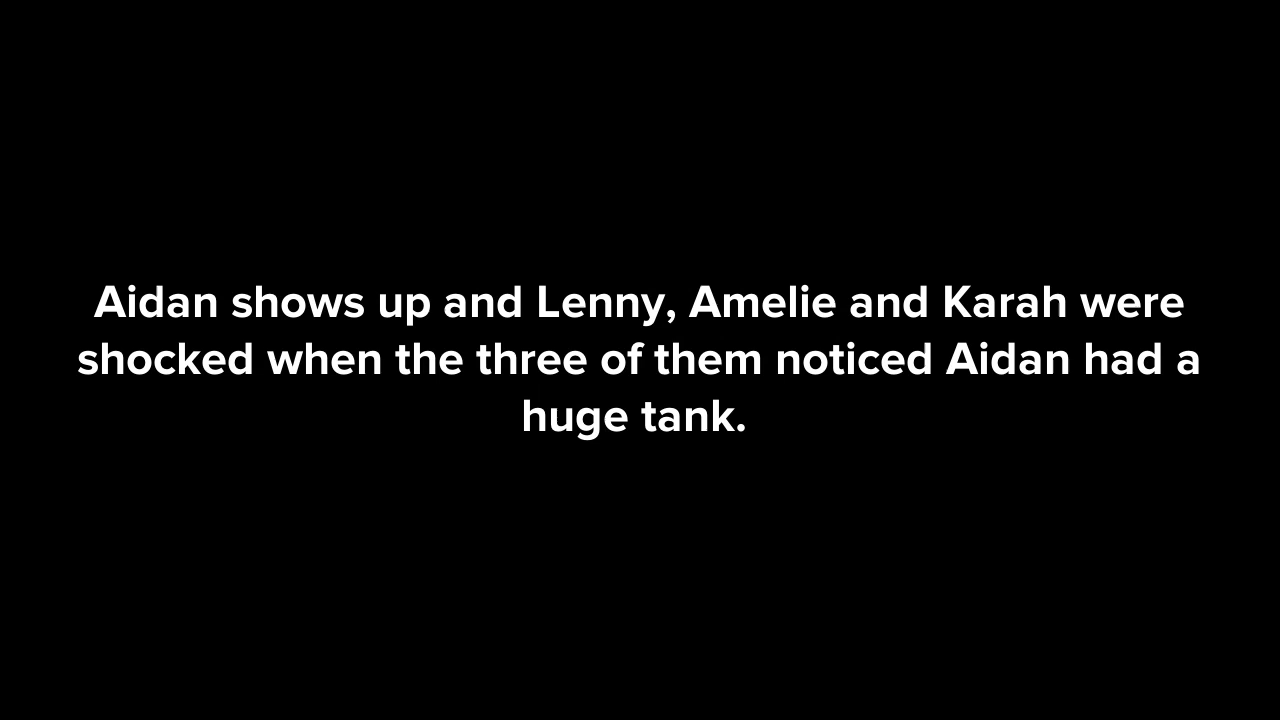 Aidan shows up and Lenny, Amelie and Karah were
shocked when the three of them noticed Aidan had a
huge tank.